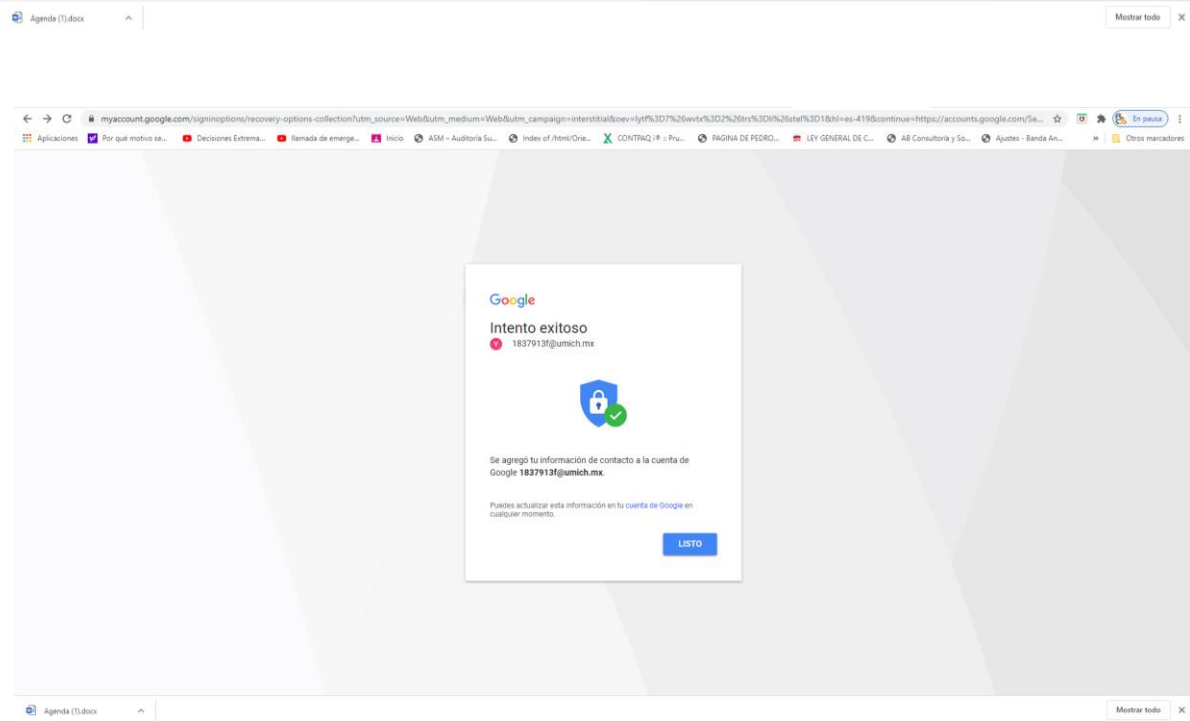 Agenda (1).docx
Mostrar todo
myaccount.google.com/signinoptions/recovery-options-collection?utm_source=Web&utm_medium=Web&utm_campaign=interstitial&oev=lytf%3D7%26wvtx%3D2%26trs%3Dli%26stel%3D1&hl=es-419&continue=https://accounts.google.com/Se...
En pausa
Aplicaciones Por qué motivo se... Decisiones Extrema... llamada de emerge... Inicio ASM – Auditoría Su... Index of /html/Orie... CONTPAQ i® :: Pru... PAGINA DE PEDRO... LEY GENERAL DE C... AB Consultoría y So... Ajustes - Banda An... » Otros marcadores
Google
Intento exitoso
Y 1837913f@umich.mx
Se agregó tu información de contacto a la cuenta de
Google 1837913f@umich.mx.
Puedes actualizar esta información en tu cuenta de Google en
cualquier momento.
LISTO
Agenda (1).docx
Mostrar todo